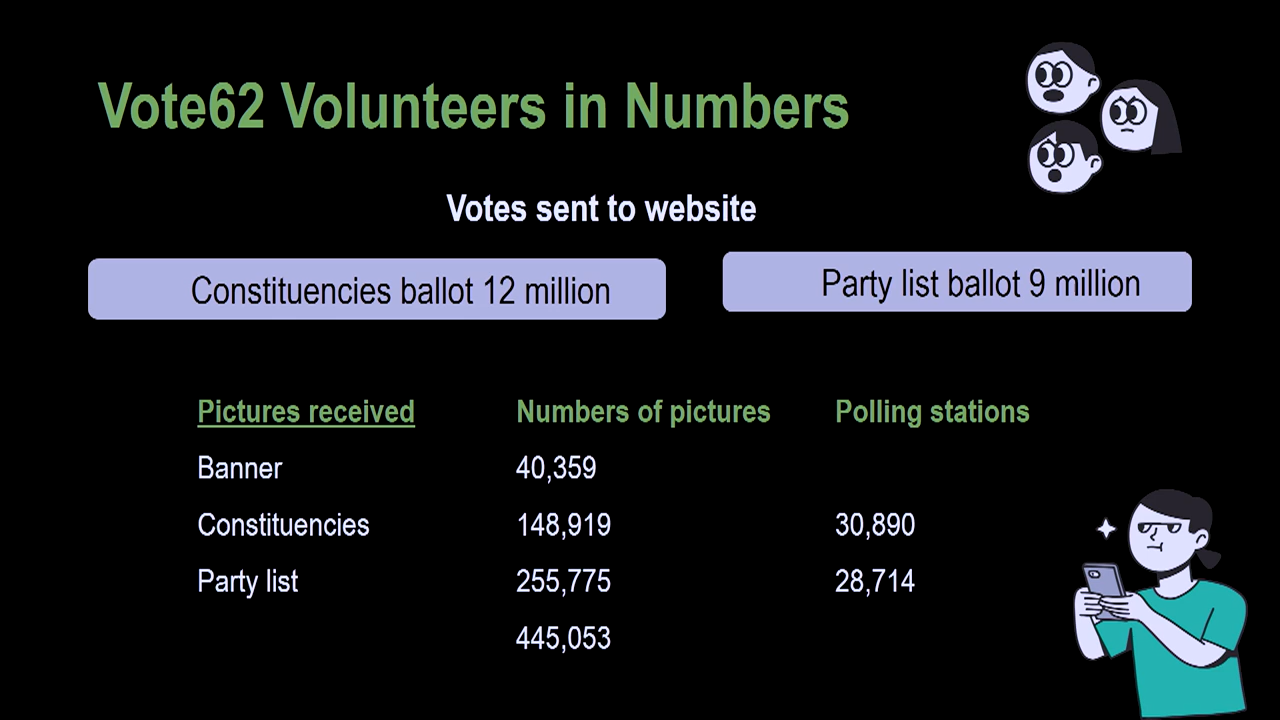 Vote62 Volunteers in Numbers
Votes sent to website
Constituencies ballot 12 million
Party list ballot 9 million
Pictures received Numbers of pictures Polling stations
Banner 40,359
Constituencies 148,919 30,890
Party list 255,775 28,714
445,053